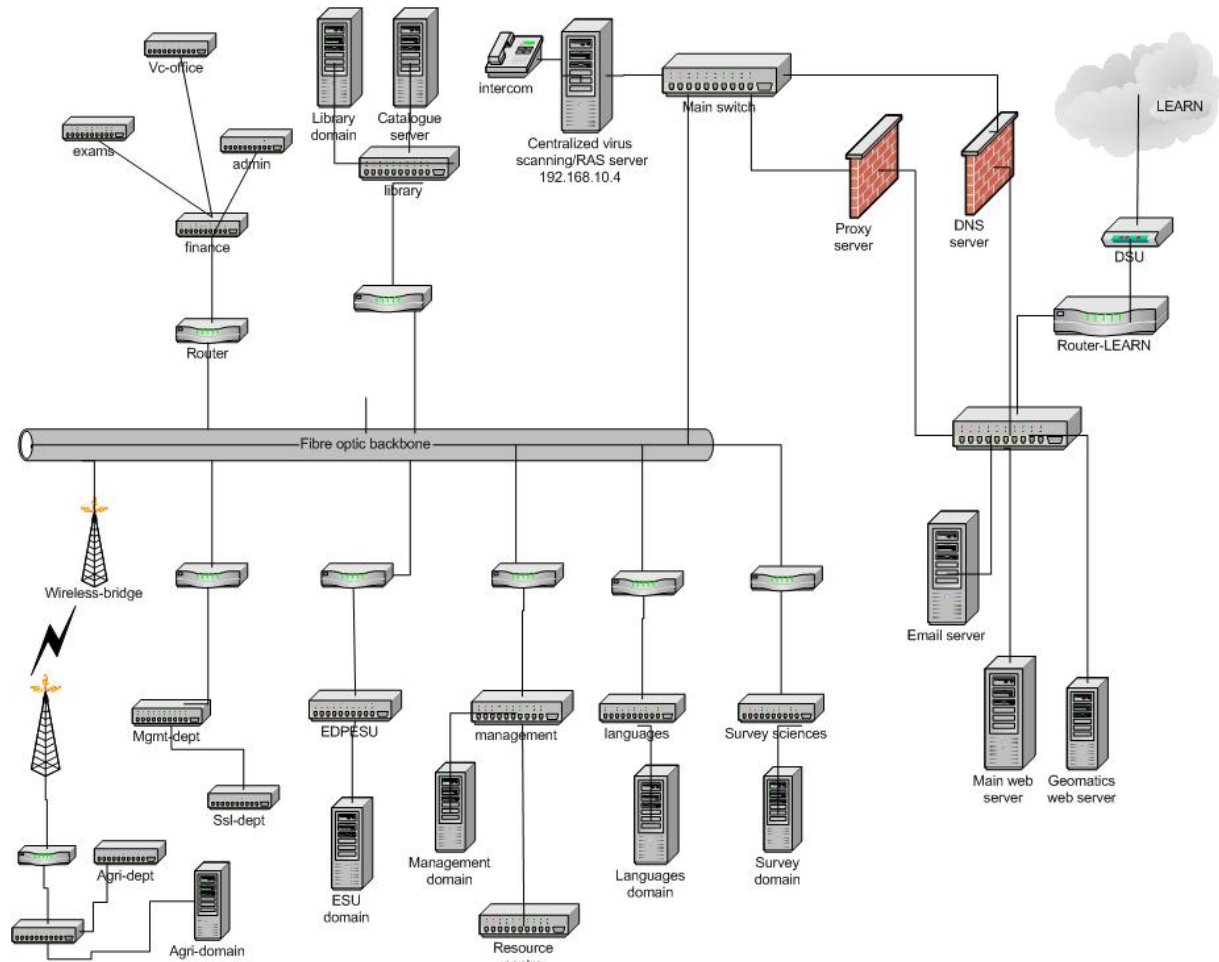 Vc-office
exams
admin
finance
Router
Library
domain
Catalogue
server
library
intercom
Centralized virus
scanning/RAS server
192.168.10.4
Main switch
Proxy
server
DNS
server
LEARN
DSU
Router-LEARN
Fibre optic backbone
Wireless-bridge
Email server
Main web
server
Geomatics
web server
Mgmt-dept
Ssl-dept
EDPESU
ESU
domain
management
Management
domain
languages
Languages
domain
Survey sciences
Survey
domain
Agri-dept
Agri-domain
Resource